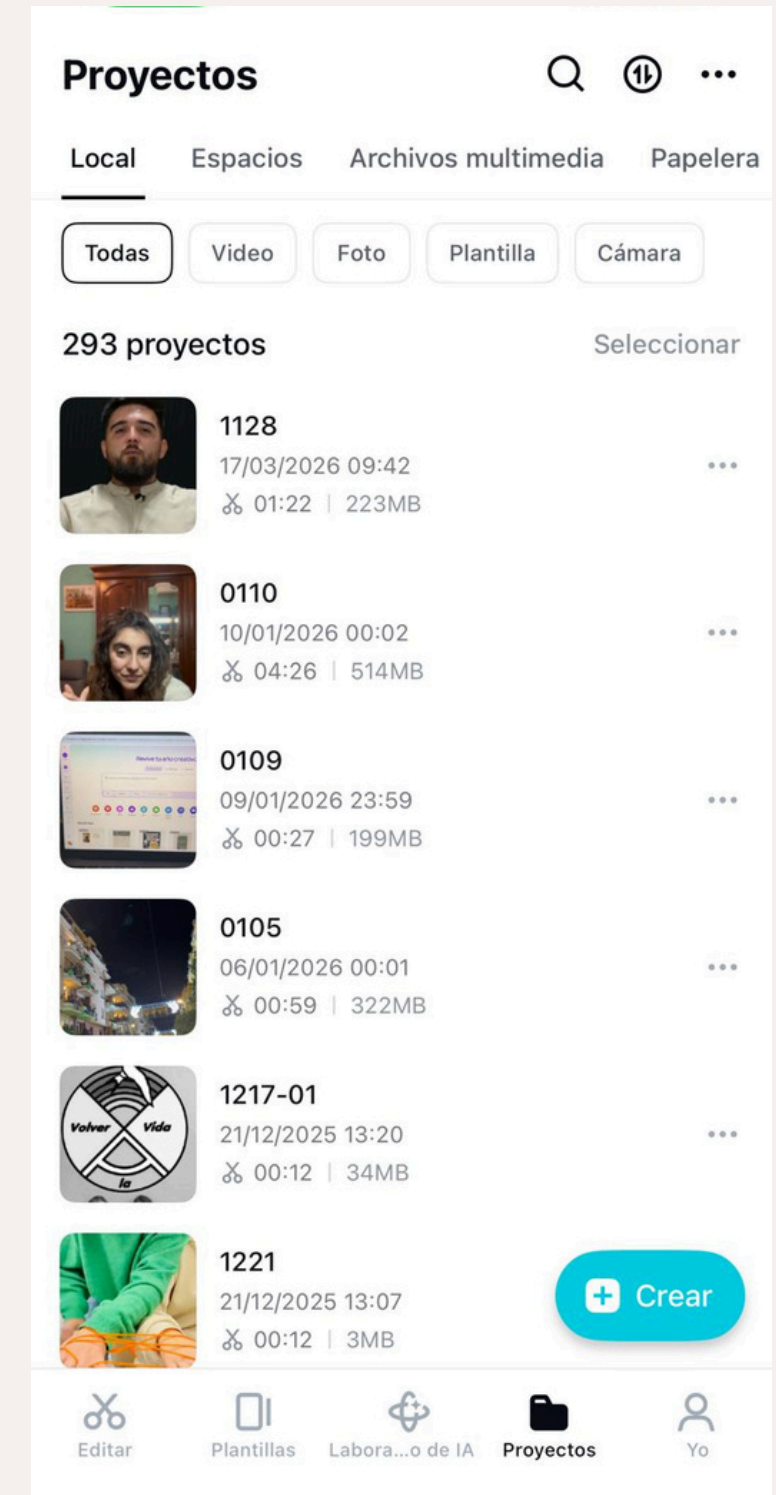 Proyectos
Local Espacios Archivos multimedia Papelera
Todas Video Foto Plantilla Cámara
293 proyectos Seleccionar
1128
17/03/2026 09:42
01:22 | 223MB
0110
10/01/2026 00:02
04:26 | 514MB
0109
09/01/2026 23:59
00:27 | 199MB
0105
06/01/2026 00:01
00:59 | 322MB
Volver Vida
la
1217-01
21/12/2025 13:20
00:12 | 34MB
1221
21/12/2025 13:07
00:12 | 3MB
Crear
Editar Plantillas Labora...o de IA Proyectos Yo